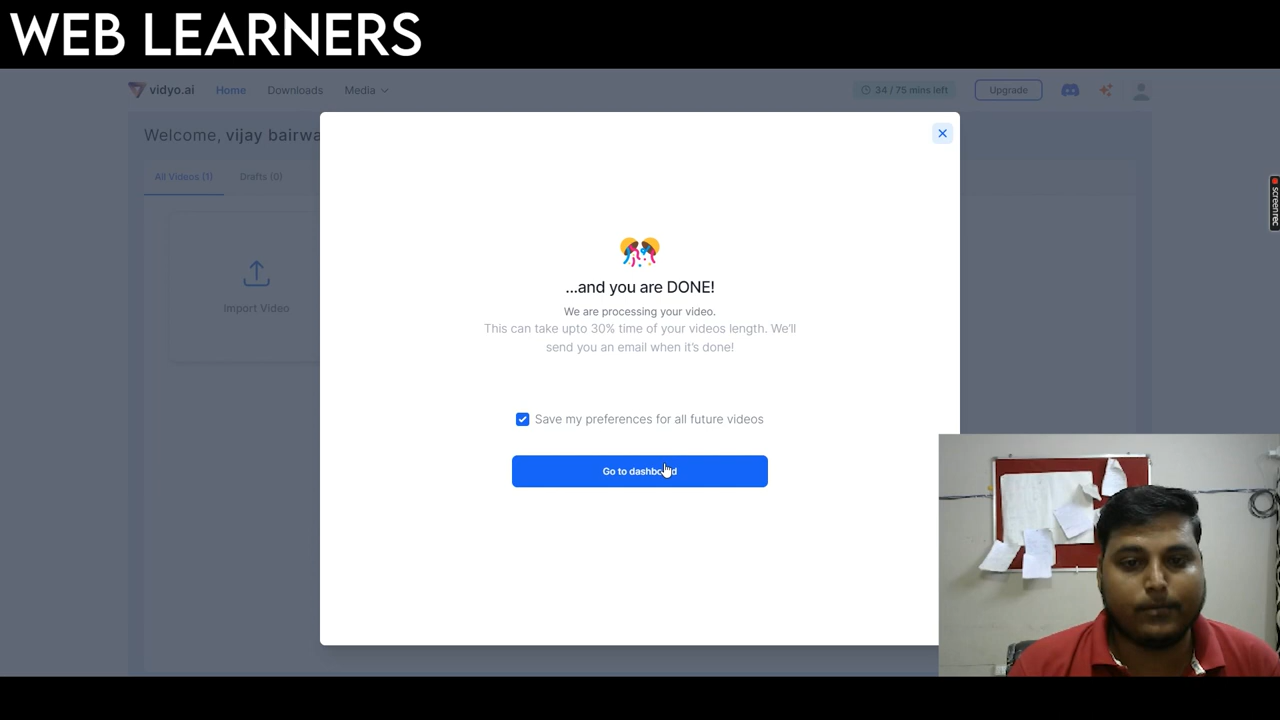 WEB LEARNERS
vidyo.ai Home Downloads Media 34 / 75 mins left Upgrade
Welcome, vijay bairwa
All Videos (1) Drafts (0)
Import Video
...and you are DONE!
We are processing your video.
This can take upto 30% time of your videos length. We'll
send you an email when it's done!
Save my preferences for all future videos
Go to dashboard
screenrec